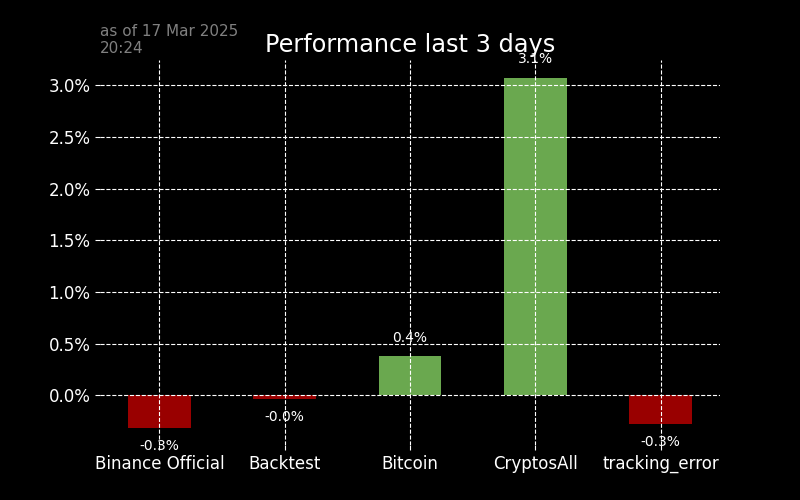 as of 17 Mar 2025
20:24
Performance last 3 days
3.1%
3.0%
2.5%
2.0%
1.5%
1.0%
0.5%
0.4%
0.0%
-0.0%
-0.3%
-0.3%
Binance Official
Backtest
Bitcoin
CryptosAll
tracking_error